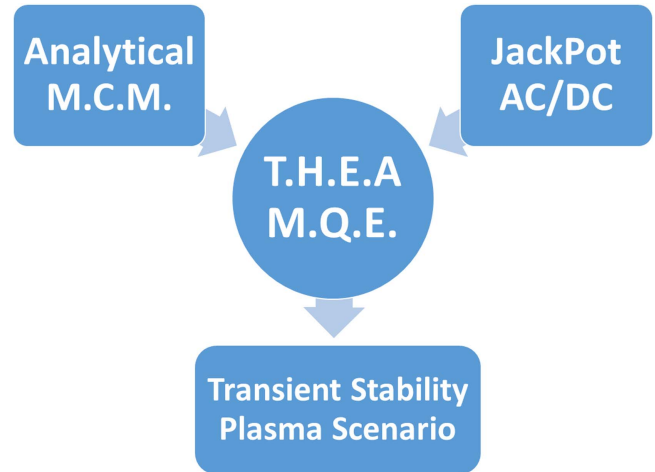 Analytical
M.C.M.
JackPot
AC/DC
T.H.E.A
M.Q.E.
Transient Stability
Plasma Scenario